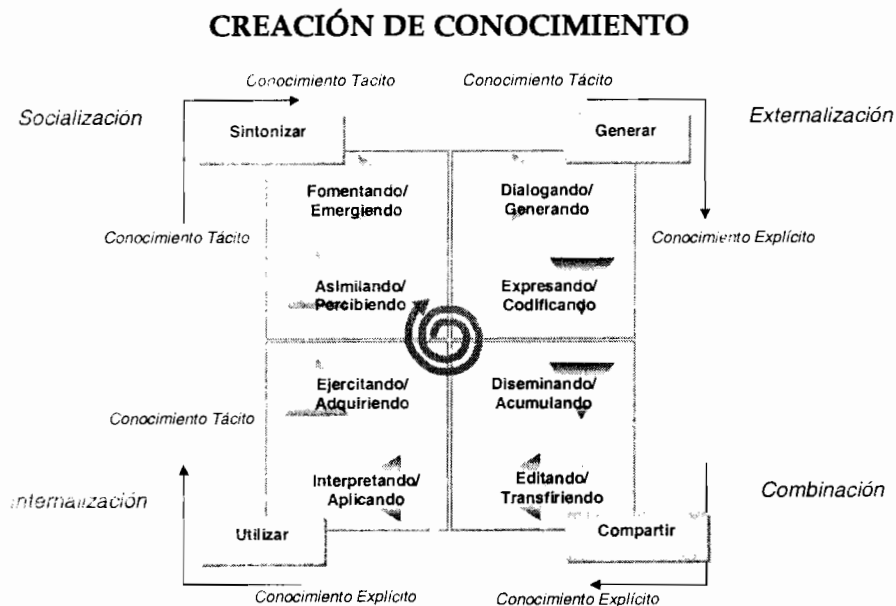 CREACIÓN DE CONOCIMIENTO
Conocimiento Tacito
Conocimiento Tácito
Socialización
Externalización
Sintonizar
Generar
Fomentando/
Emergiendo
Dialogando/
Generando
Conocimiento Tácito
Conocimiento Explícito
Asimilando/
Percibiendo
Expresando/
Codificando
Ejercitando/
Adquiriendo
Diseminando/
Acumulando
Conocimiento Tácito
Internalización
Interpretando/
Aplicando
Editando/
Transfiriendo
Combinación
Utilizar
Compartir
Conocimiento Explícito
Conocimiento Explícito